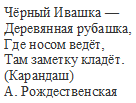 Чёрный Ивашка —
Деревянная рубашка,
Где носом ведёт,
Там заметку кладёт.
(Карандаш)
А. Рождественская